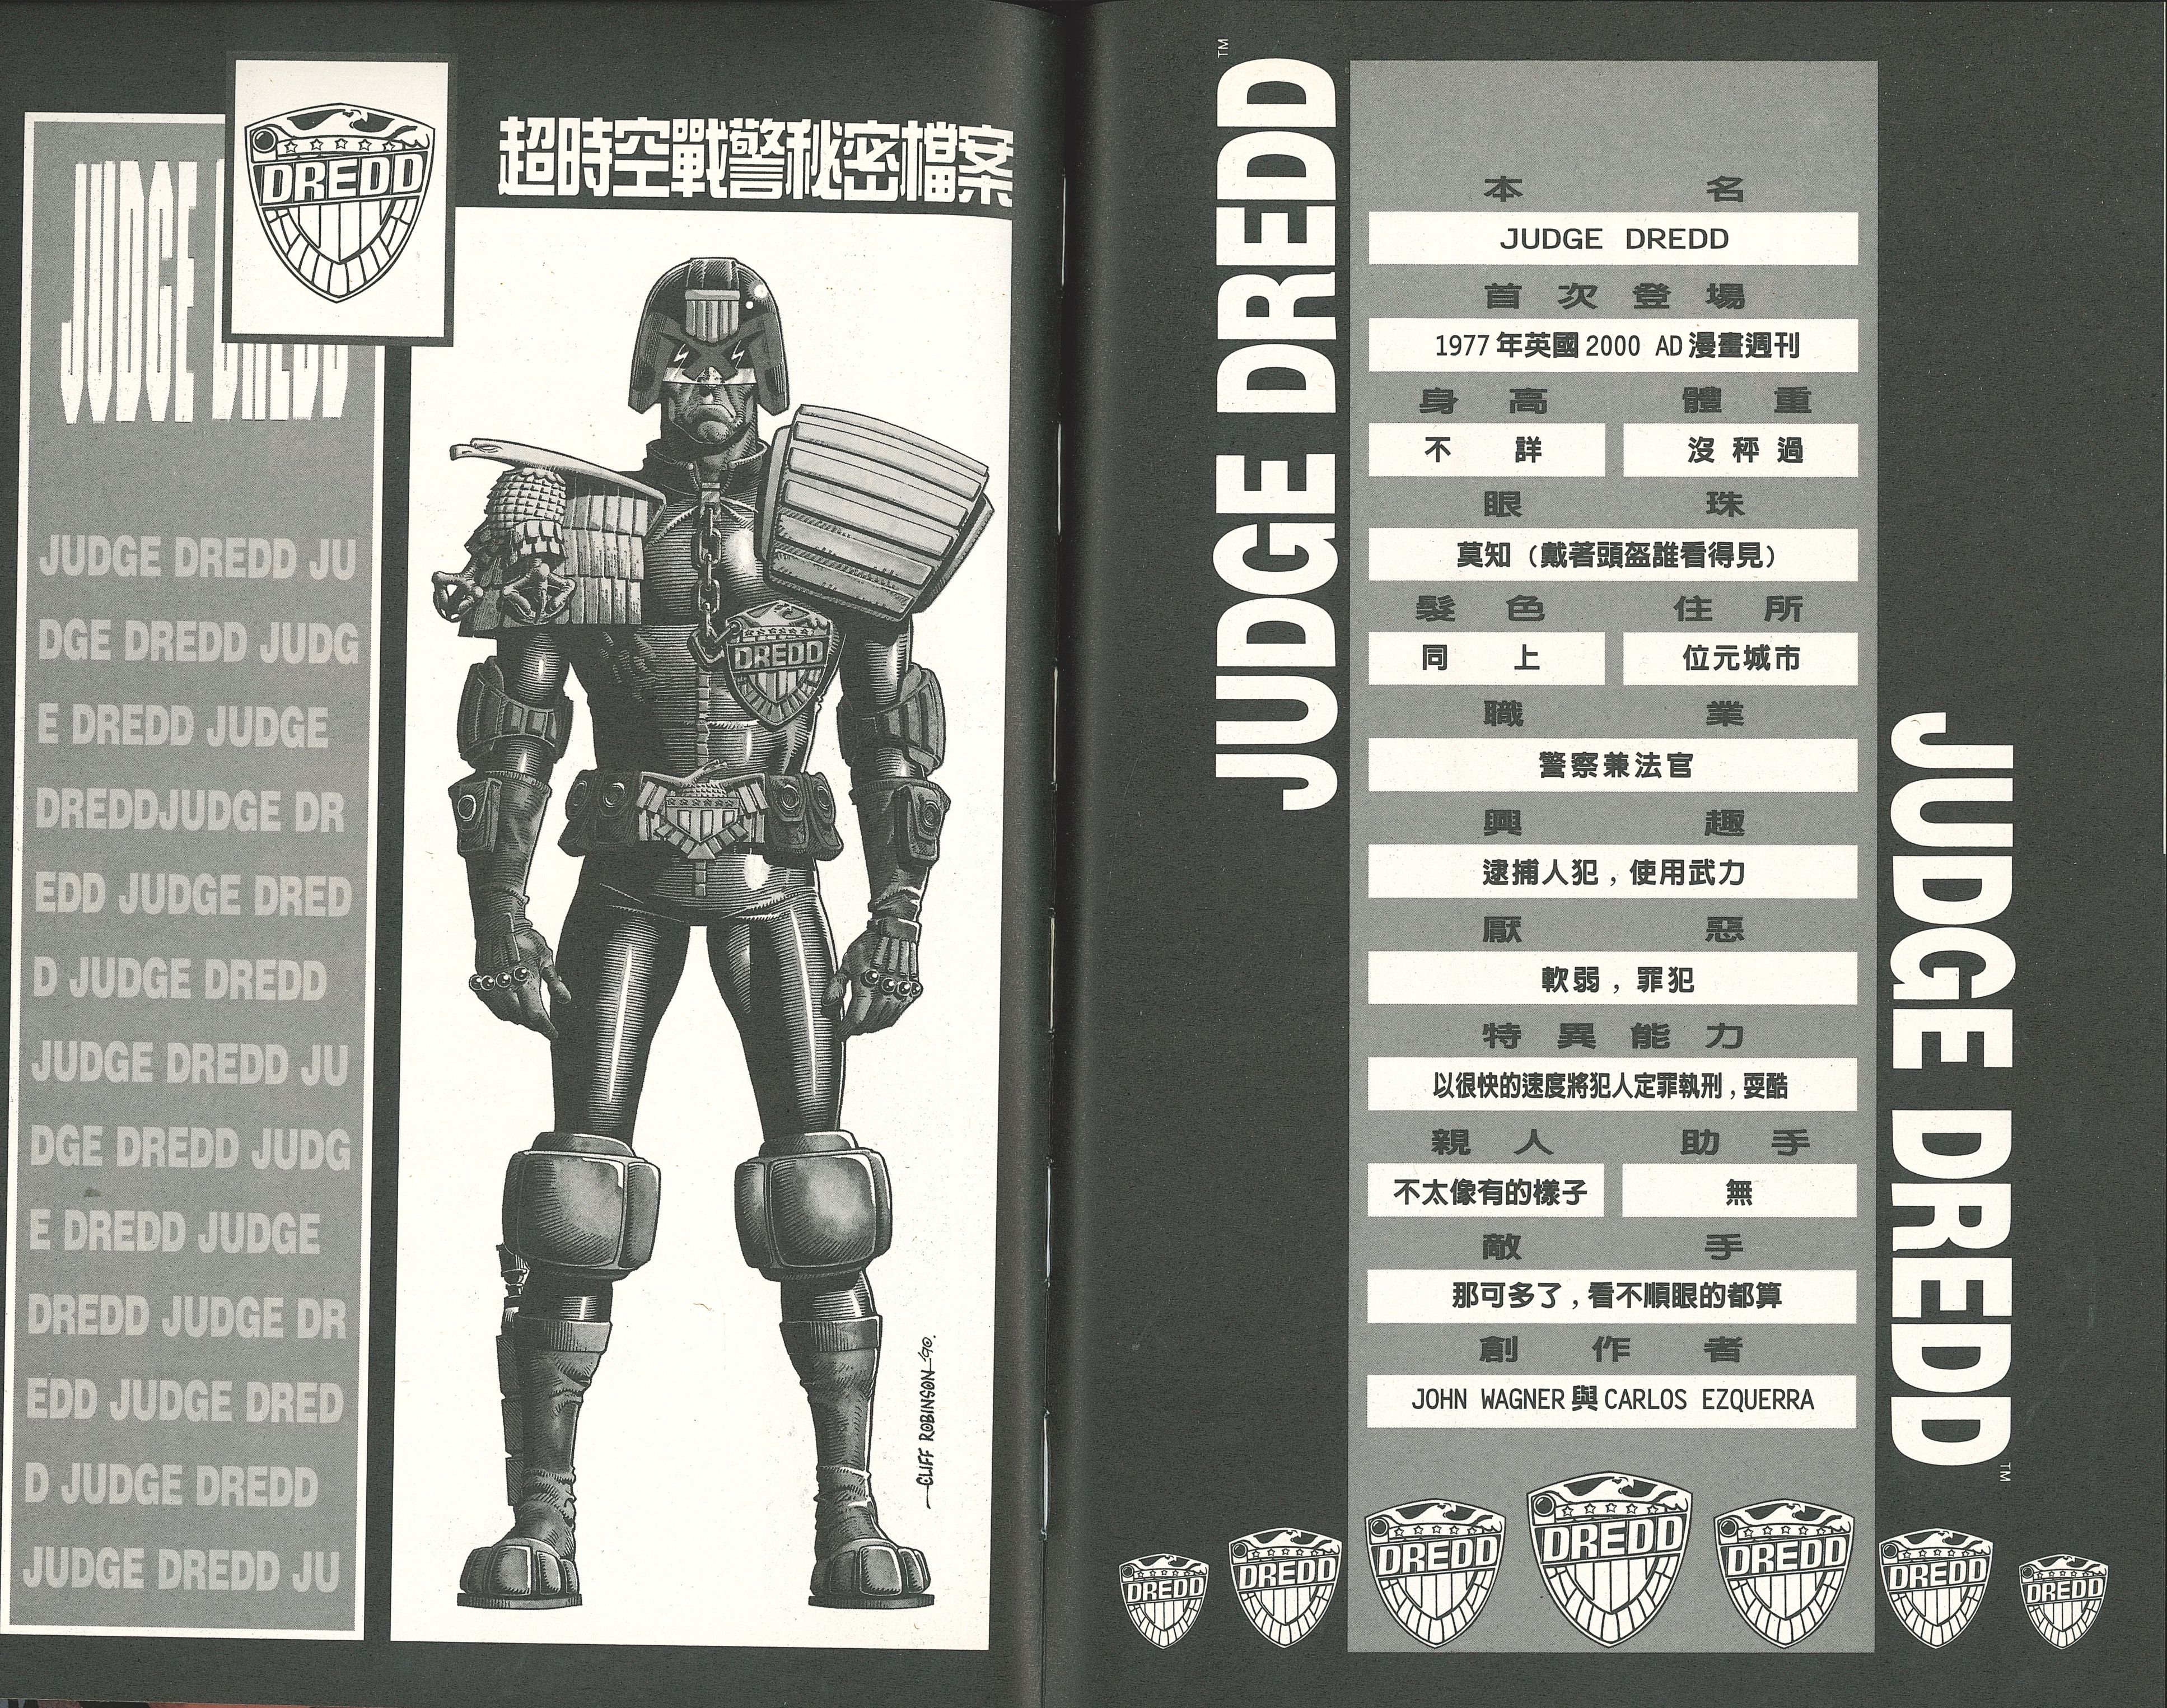 JUDGE DREDD
DREDD
超時空戰警秘密檔案
JUDGE DREDD JU
DGE DREDD JUDG
E DREDD JUDGE
DREDDJUDGE DR
EDD JUDGE DRED
D JUDGE DREDD
JUDGE DREDD JU
DGE DREDD JUDG
E DREDD JUDGE
DREDD JUDGE DR
EDD JUDGE DRED
D JUDGE DREDD
JUDGE DREDD JU
DREDD
CLIFF ROBINSON '90.
JUDGE DREDD™
本名
JUDGE DREDD
首次登場
1977年英國2000 AD漫畫週刊
身高 體重
不詳 沒秤過
眼珠
莫知（戴著頭盔誰看得見）
髮色 住所
同上 位元城市
職業
警察兼法官
興趣
逮捕人犯，使用武力
厭惡
軟弱，罪犯
特異能力
以很快的速度將犯人定罪執刑，耍酷
親人 助手
不太像有的樣子 無
敵手
那可多了，看不順眼的都算
創作者
JOHN WAGNER與CARLOS EZQUERRA
JUDGE DREDD™
DREDD
DREDD
DREDD
DREDD
DREDD
DREDD
DREDD